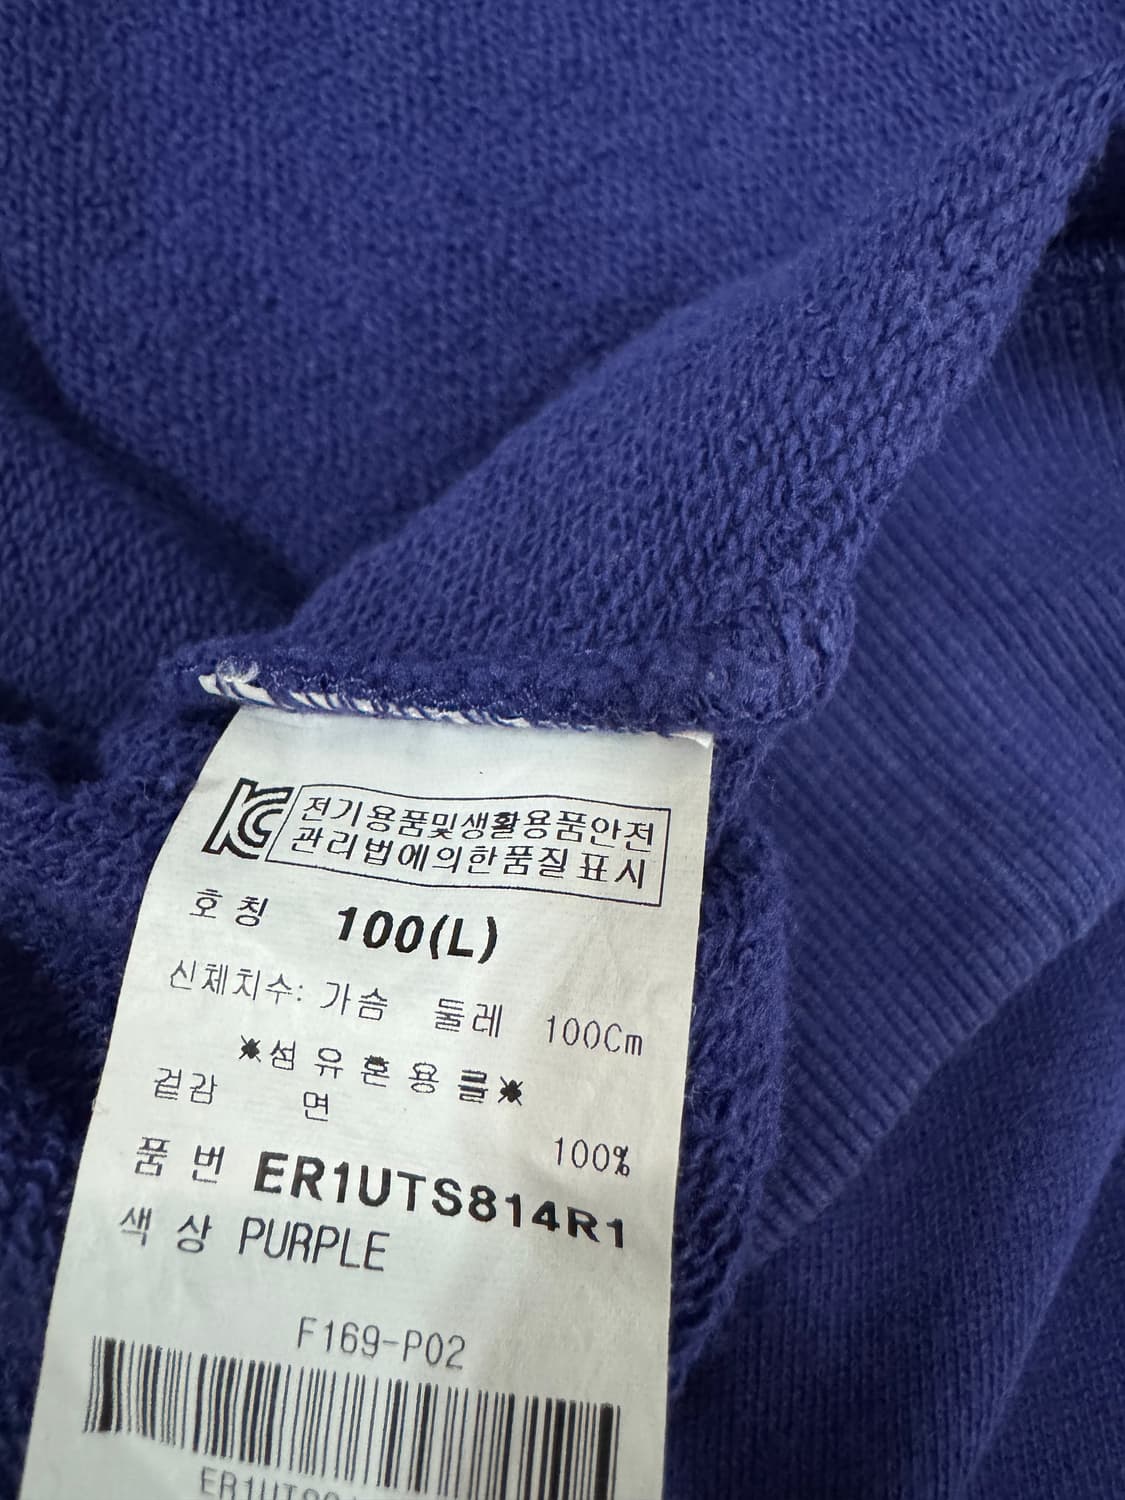 KC 전기용품및생활용품안전
관리법에의한품질표시
호칭 100(L)
신체치수: 가슴 둘레 100Cm
※섬유혼용률※
겉감 면 100%
품번 ER1UTS814R1
색상 PURPLE
F169-P02